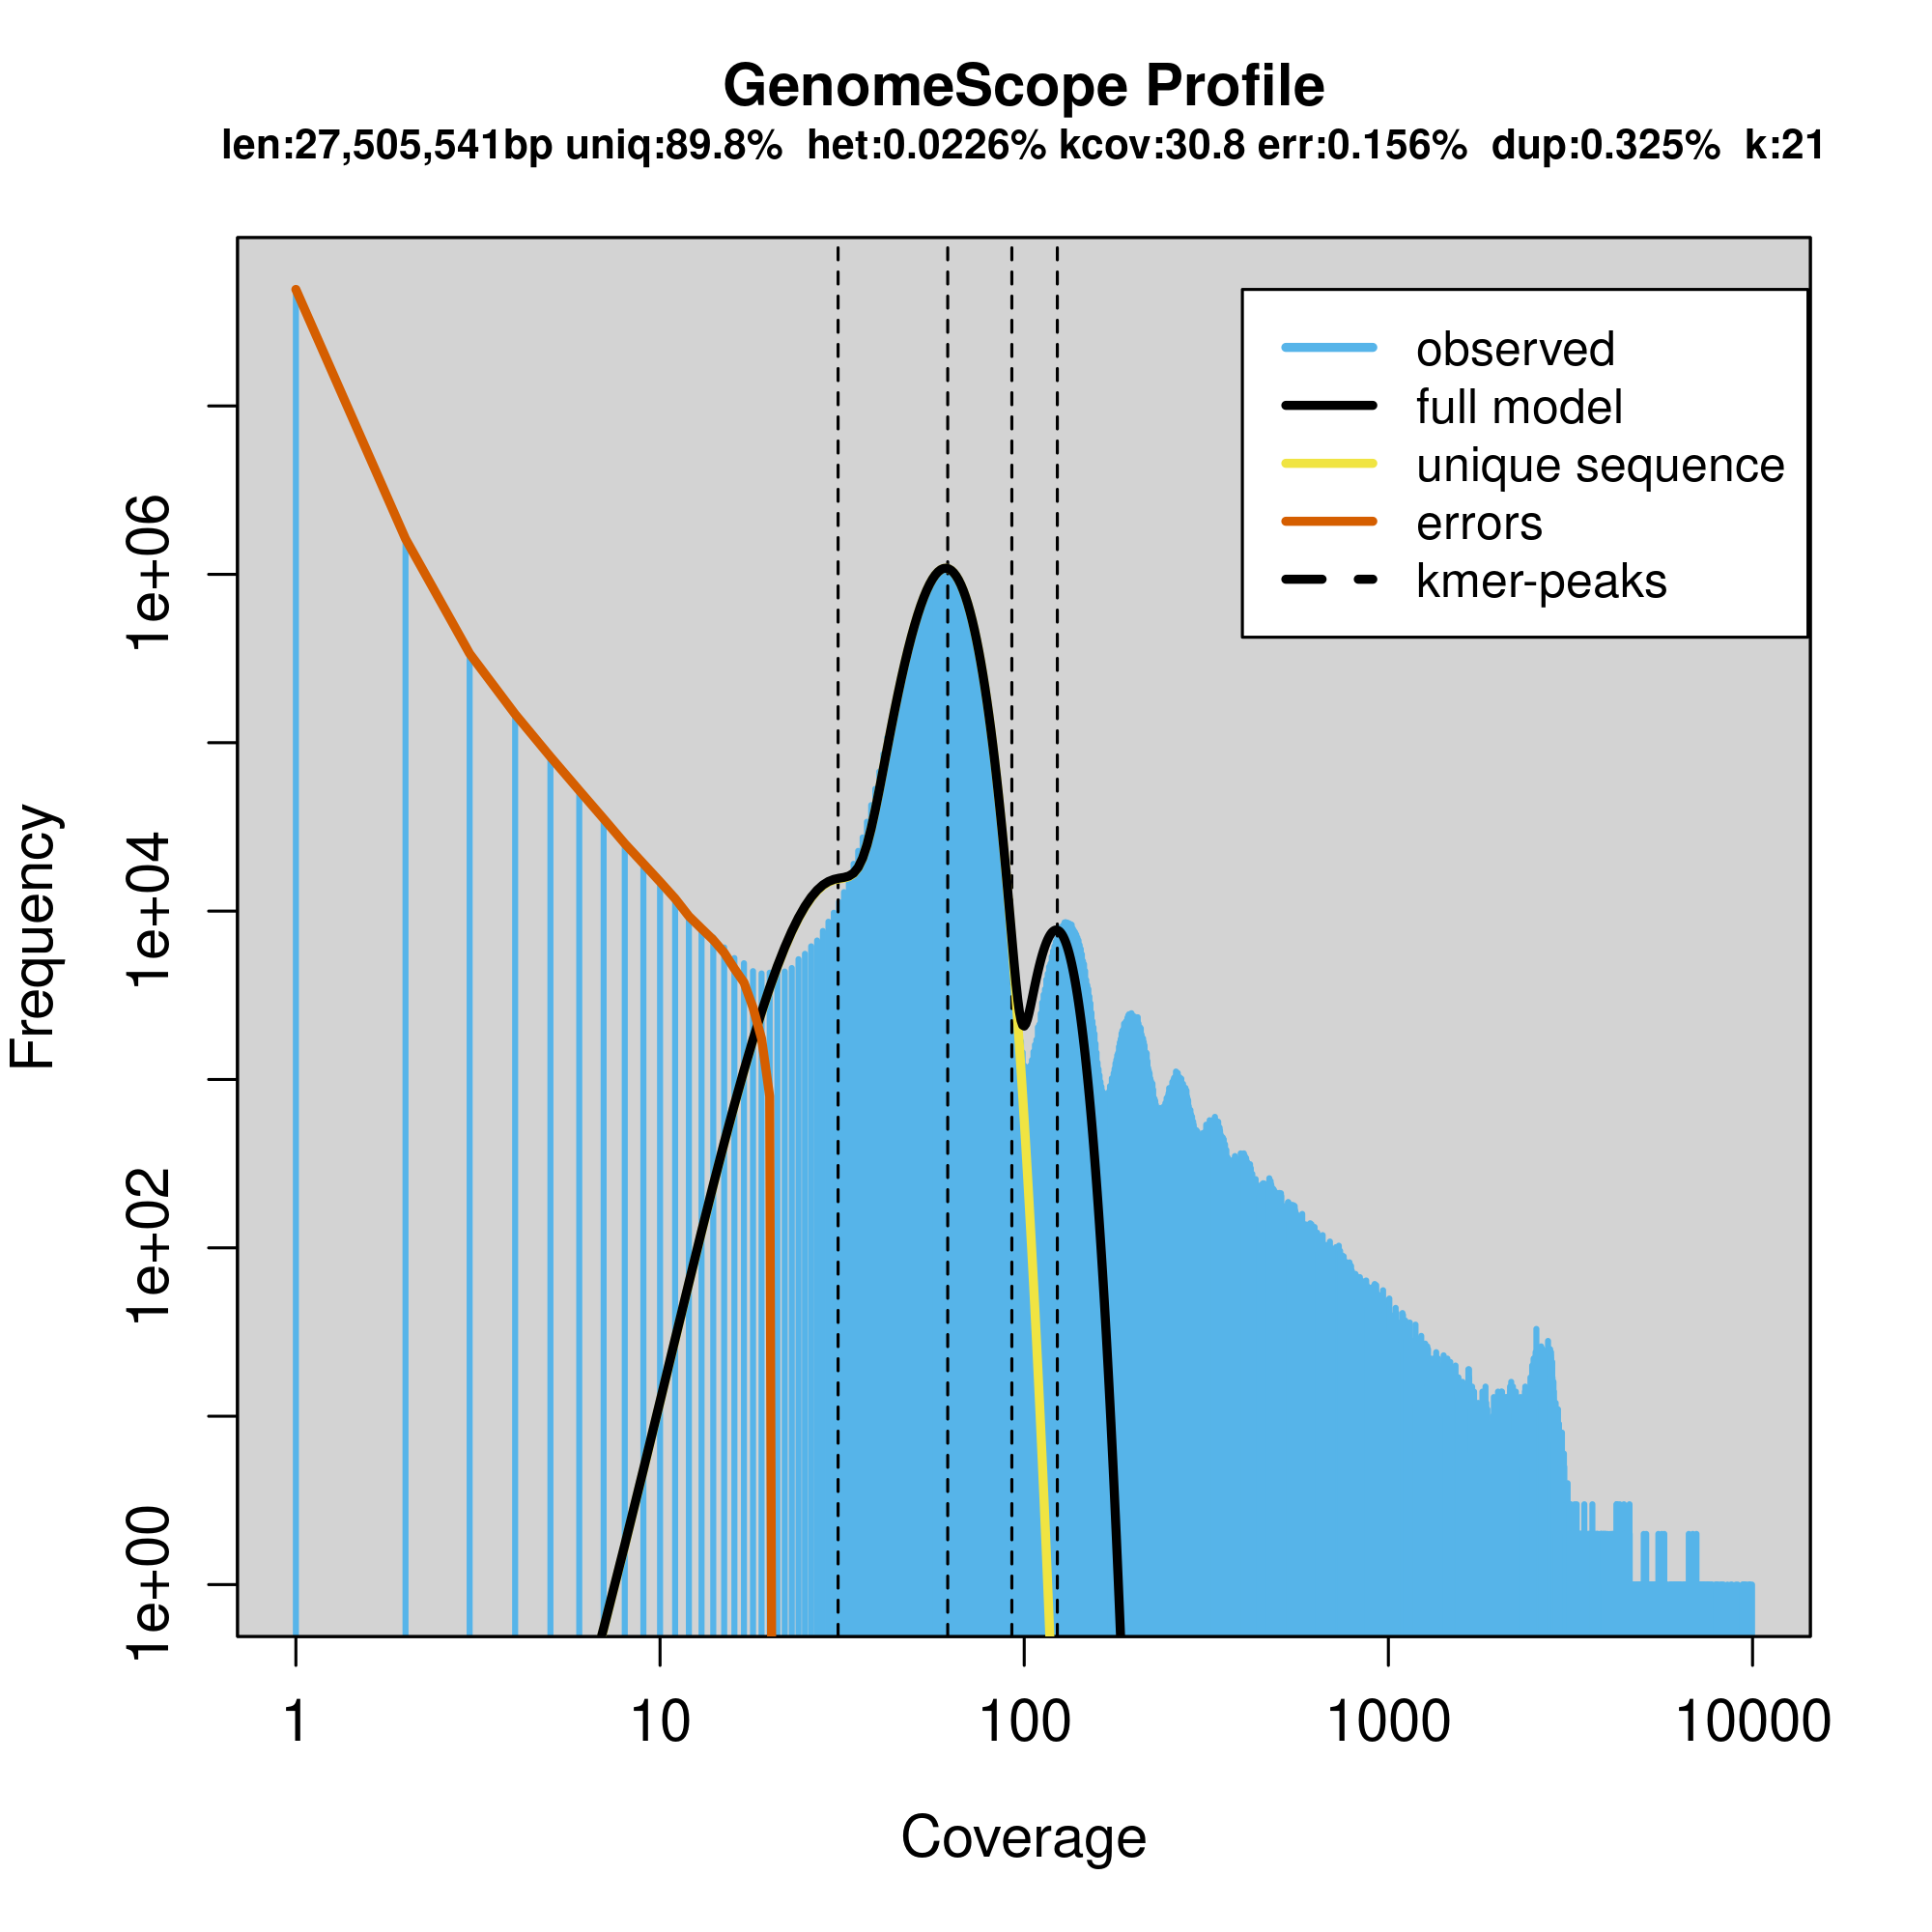 GenomeScope Profile
len:27,505,541bp uniq:89.8% het:0.0226% kcov:30.8 err:0.156% dup:0.325% k:21
observed
full model
unique sequence
errors
kmer-peaks
Frequency
1e+06
1e+04
1e+02
1e+00
1 10 100 1000 10000
Coverage